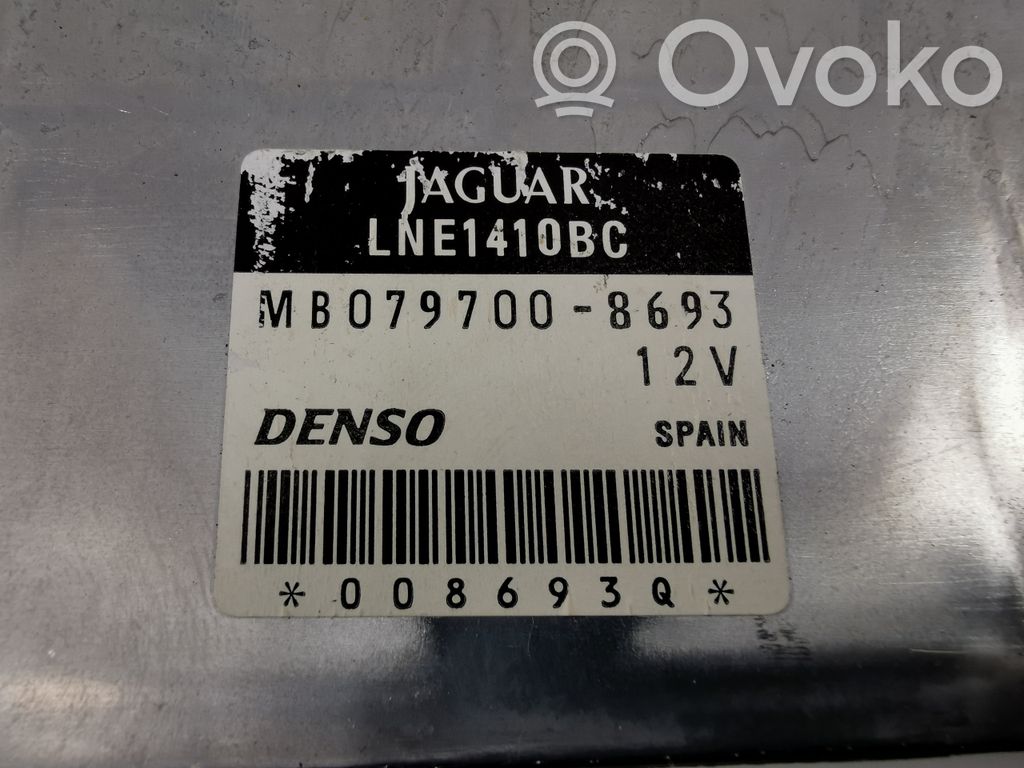 Ovoko
JAGUAR
LNE1410BC
MB079700-8693
12V
DENSO SPAIN
*008693Q*